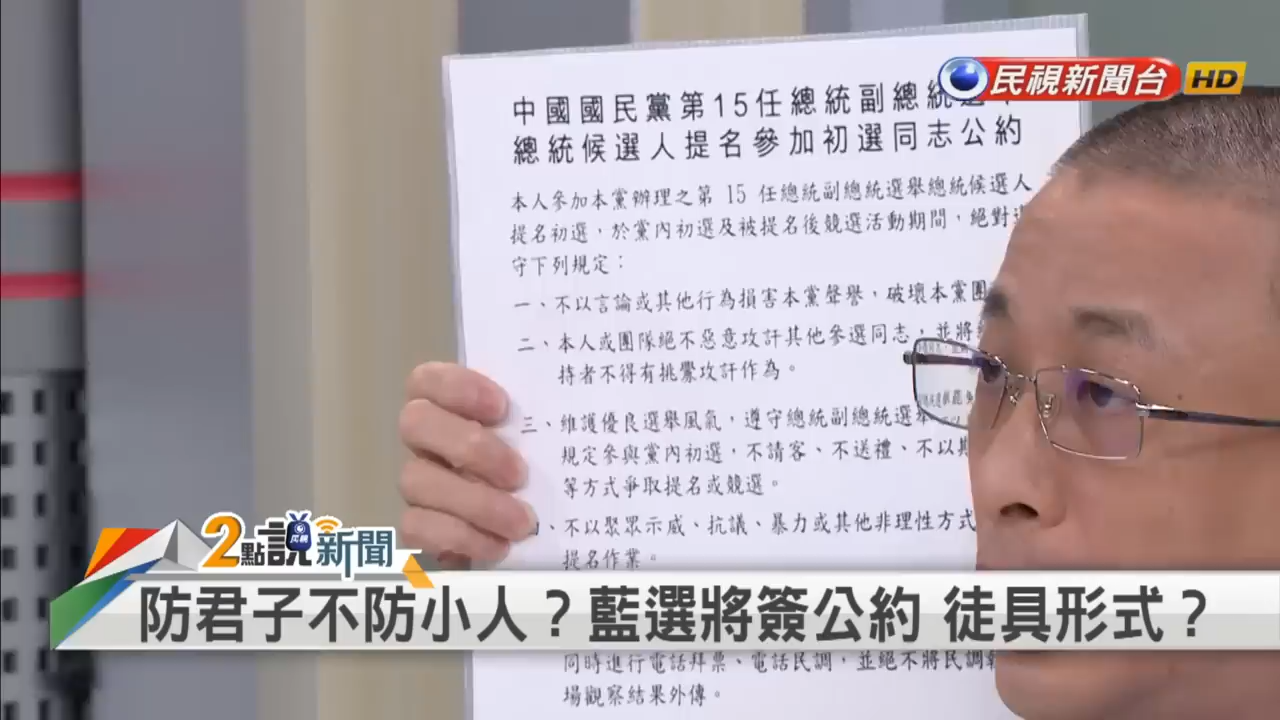 民視新聞台 HD
中國國民黨第15任總統副總統選
總統候選人提名參加初選同志公約
本人參加本黨辦理之第 15 任總統副總統選舉總統候選人
提名初選，於黨內初選及被提名後競選活動期間，絕對
守下列規定：
一、不以言論或其他行為損害本黨聲譽，破壞本黨團
二、本人或團隊絕不惡意攻訐其他參選同志，並將
持者不得有挑釁攻訐作為。
三、維護優良選舉風氣，遵守總統副總統選
規定參與黨內初選，不請客、不送禮、不以
等方式爭取提名或競選。
、不以聚眾示威、抗議、暴力或其他非理性方式
提名作業。
2點說新聞
民視
防君子不防小人？藍選將簽公約 徒具形式？
同時進行電話拜票、電話民調，並絕不將民調
場觀察結果外傳。